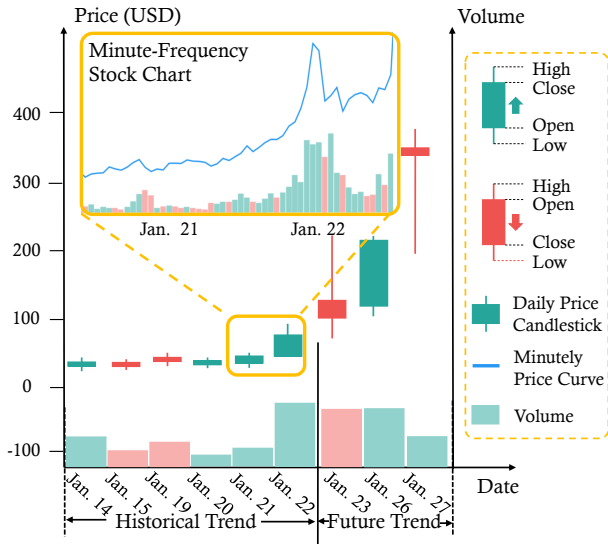 Price (USD)
Volume
Minute-Frequency
Stock Chart
Jan. 21
Jan. 22
400
300
200
100
0
-100
Jan. 14
Jan. 15
Jan. 19
Jan. 20
Jan. 21
Jan. 22
Jan. 23
Jan. 26
Jan. 27
Date
Historical Trend
Future Trend
High
Close
Open
Low
High
Open
Close
Low
Daily Price
Candlestick
Minutely
Price Curve
Volume